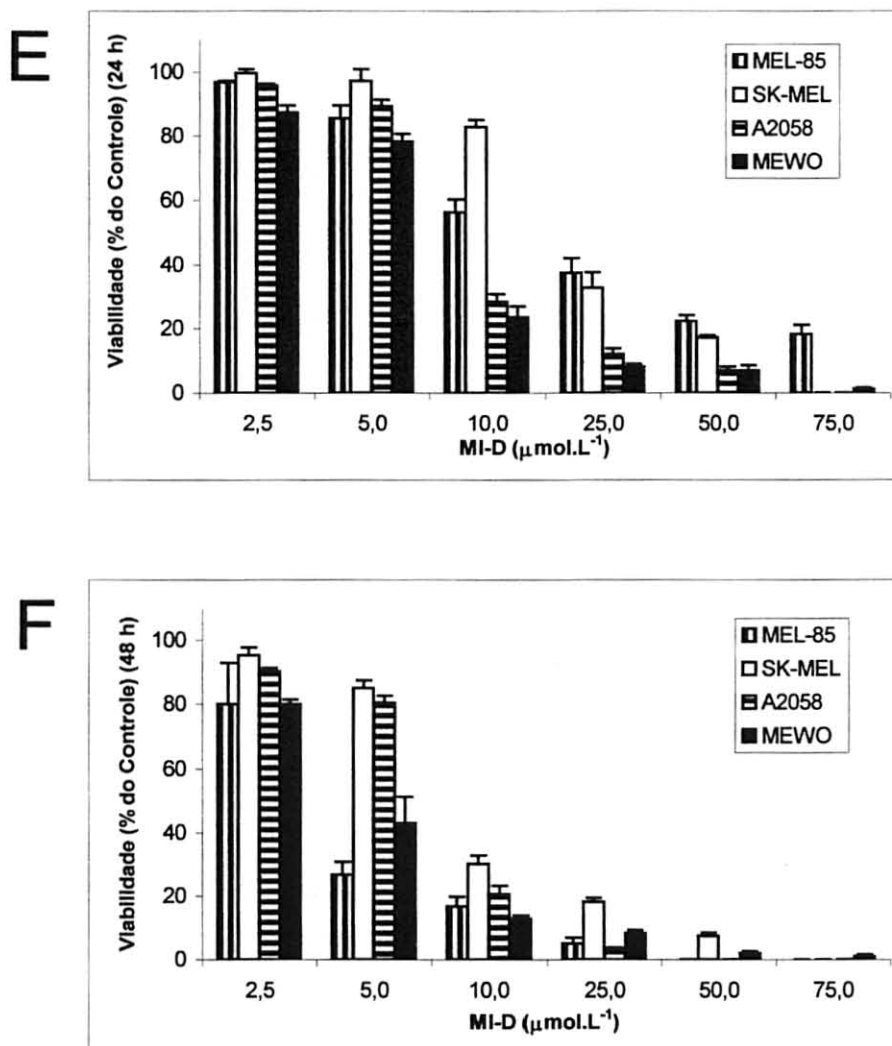 E
Viabilidade (% do Controle) (24 h)
100
80
60
40
20
0
MEL-85
SK-MEL
A2058
MEWO
2,5 5,0 10,0 25,0 50,0 75,0
MI-D (μmol.L⁻¹)
F
Viabilidade (% do Controle) (48 h)
100
80
60
40
20
0
MEL-85
SK-MEL
A2058
MEWO
2,5 5,0 10,0 25,0 50,0 75,0
MI-D (μmol.L⁻¹)